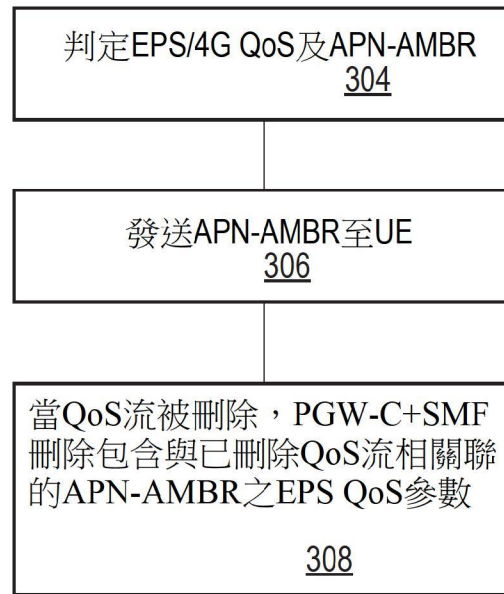 判定EPS/4G QoS及APN-AMBR
304
發送APN-AMBR至UE
306
當QoS流被刪除，PGW-C+SMF
刪除包含與已刪除QoS流相關聯
的APN-AMBR之EPS QoS參數
308